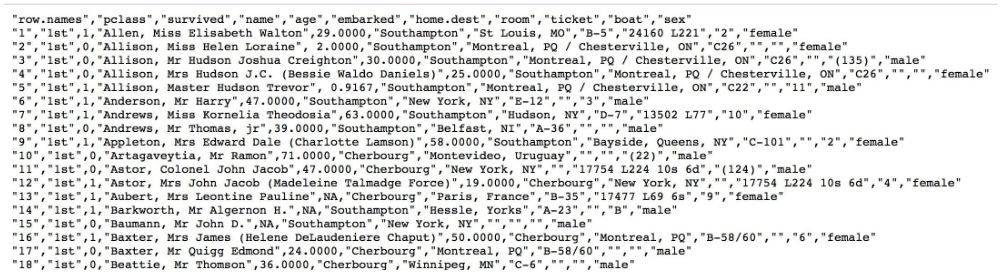 "row.names","pclass","survived","name","age","embarked","home.dest","room","ticket","boat","sex"
"1","1st",1,"Allen, Miss Elisabeth Walton",29.0000,"Southampton","St Louis, MO","B-5","24160 L221","2","female"
"2","1st",0,"Allison, Miss Helen Loraine", 2.0000,"Southampton","Montreal, PQ / Chesterville, ON","C26","","","female"
"3","1st",0,"Allison, Mr Hudson Joshua Creighton",30.0000,"Southampton","Montreal, PQ / Chesterville, ON","C26","","(135)","male"
"4","1st",0,"Allison, Mrs Hudson J.C. (Bessie Waldo Daniels)",25.0000,"Southampton","Montreal, PQ / Chesterville, ON","C26","","","female"
"5","1st",1,"Allison, Master Hudson Trevor", 0.9167,"Southampton","Montreal, PQ / Chesterville, ON","C22","","11","male"
"6","1st",1,"Anderson, Mr Harry",47.0000,"Southampton","New York, NY","E-12","","3","male"
"7","1st",1,"Andrews, Miss Kornelia Theodosia",63.0000,"Southampton","Hudson, NY","D-7","13502 L77","10","female"
"8","1st",0,"Andrews, Mr Thomas, jr",39.0000,"Southampton","Belfast, NI","A-36","","","male"
"9","1st",1,"Appleton, Mrs Edward Dale (Charlotte Lamson)",58.0000,"Southampton","Bayside, Queens, NY","C-101","","2","female"
"10","1st",0,"Artagaveytia, Mr Ramon",71.0000,"Cherbourg","Montevideo, Uruguay","","","(22)","male"
"11","1st",0,"Astor, Colonel John Jacob",47.0000,"Cherbourg","New York, NY","","17754 L224 10s 6d","(124)","male"
"12","1st",1,"Astor, Mrs John Jacob (Madeleine Talmadge Force)",19.0000,"Cherbourg","New York, NY","","17754 L224 10s 6d","4","female"
"13","1st",1,"Aubert, Mrs Leontine Pauline",NA,"Cherbourg","Paris, France","B-35","17477 L69 6s","9","female"
"14","1st",1,"Barkworth, Mr Algernon H.",NA,"Southampton","Hessle, Yorks","A-23","","B","male"
"15","1st",0,"Baumann, Mr John D.",NA,"Southampton","New York, NY","","","","male"
"16","1st",1,"Baxter, Mrs James (Helene DeLaudeniere Chaput)",50.0000,"Cherbourg","Montreal, PQ","B-58/60","","6","female"
"17","1st",0,"Baxter, Mr Quigg Edmond",24.0000,"Cherbourg","Montreal, PQ","B-58/60","","","male"
"18","1st",0,"Beattie, Mr Thomson",36.0000,"Cherbourg","Winnipeg, MN","C-6","","","male"